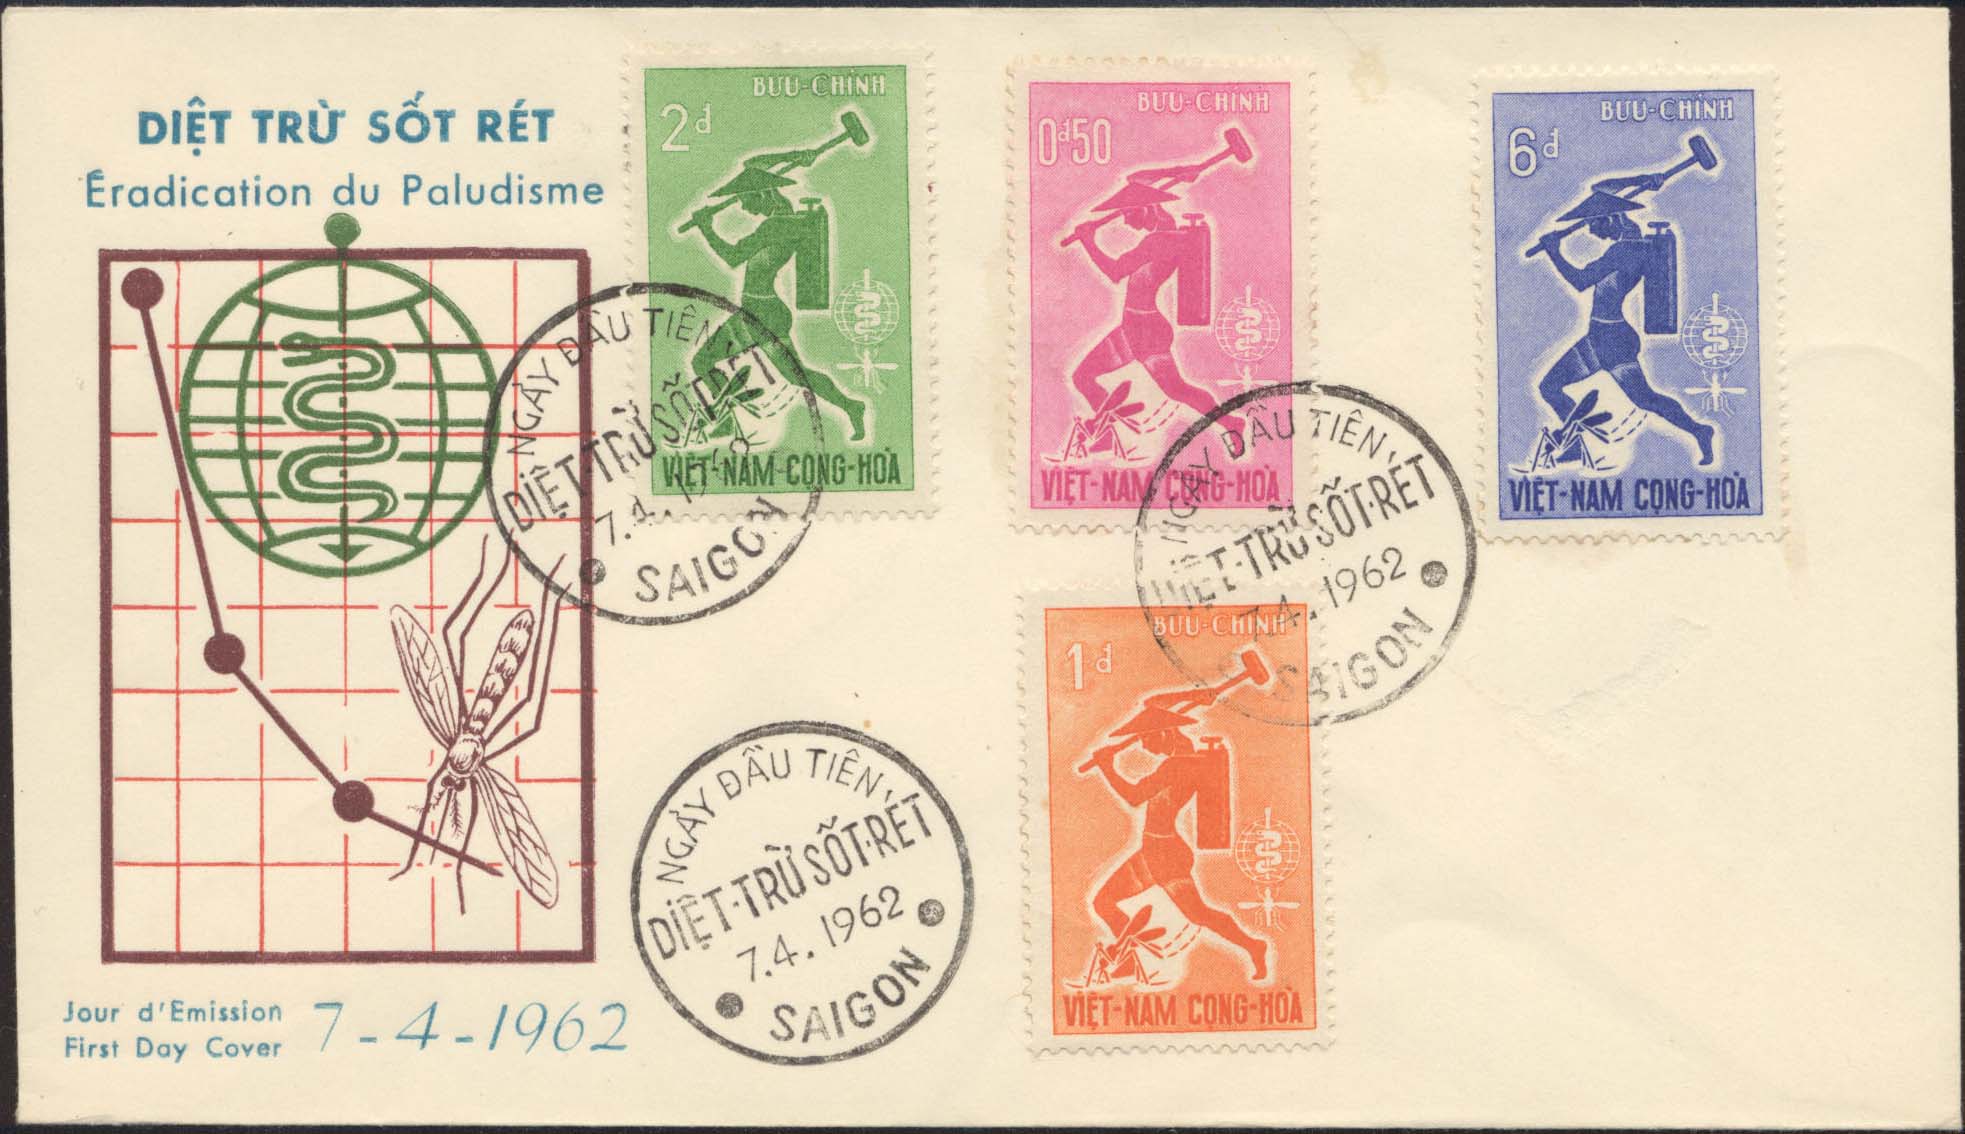 DIỆT TRỪ SỐT RÉT
Éradication du Paludisme
Jour d'Emission
First Day Cover
7-4-1962
BƯU-CHÍNH
2đ
VIỆT-NAM-CỘNG-HÒA
BƯU-CHÍNH
0đ50
VIỆT-NAM CỘNG-HÒA
BƯU-CHÍNH
6đ
VIỆT-NAM CỘNG-HÒA
BƯU-CHÍNH
1đ
VIỆT-NAM CỘNG-HÒA
NGÀY ĐẦU TIÊN
DIỆT-TRỪ SỐT-RÉT
7.4.1962
SAIGON
NGÀY ĐẦU TIÊN
DIỆT-TRỪ SỐT-RÉT
7.4.1962
SAIGON
NGÀY ĐẦU TIÊN
DIỆT-TRỪ SỐT-RÉT
7.4.1962
SAIGON